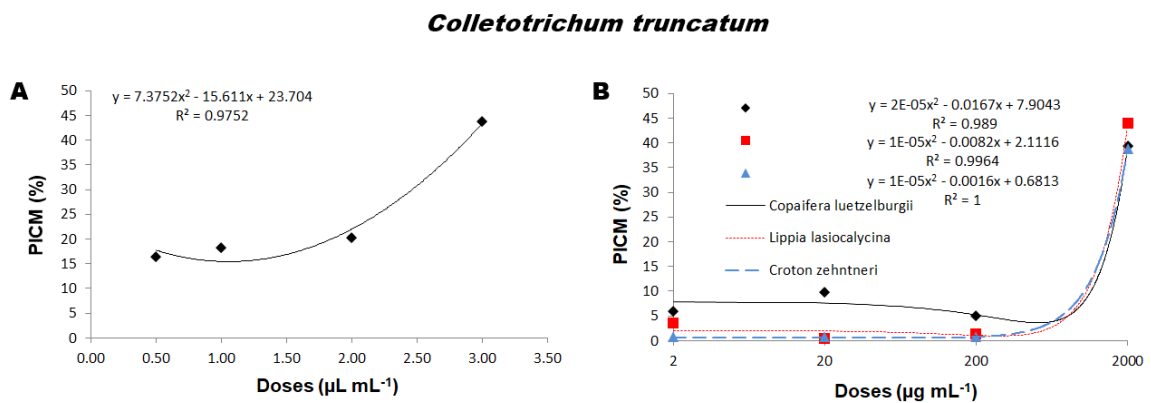 Colletotrichum truncatum
A
y = 7.3752x² - 15.611x + 23.704
R² = 0.9752
PICM (%)
50
45
40
35
30
25
20
15
10
5
0
0.00 0.50 1.00 1.50 2.00 2.50 3.00 3.50
Doses (µL mL⁻¹)
B
y = 2E-05x² - 0.0167x + 7.9043
R² = 0.989
y = 1E-05x² - 0.0082x + 2.1116
R² = 0.9964
y = 1E-05x² - 0.0016x + 0.6813
R² = 1
Copaifera luetzelburgii
Lippia lasiocalycina
Croton zehntneri
PICM (%)
50
45
40
35
30
25
20
15
10
5
0
2 20 200 2000
Doses (µg mL⁻¹)